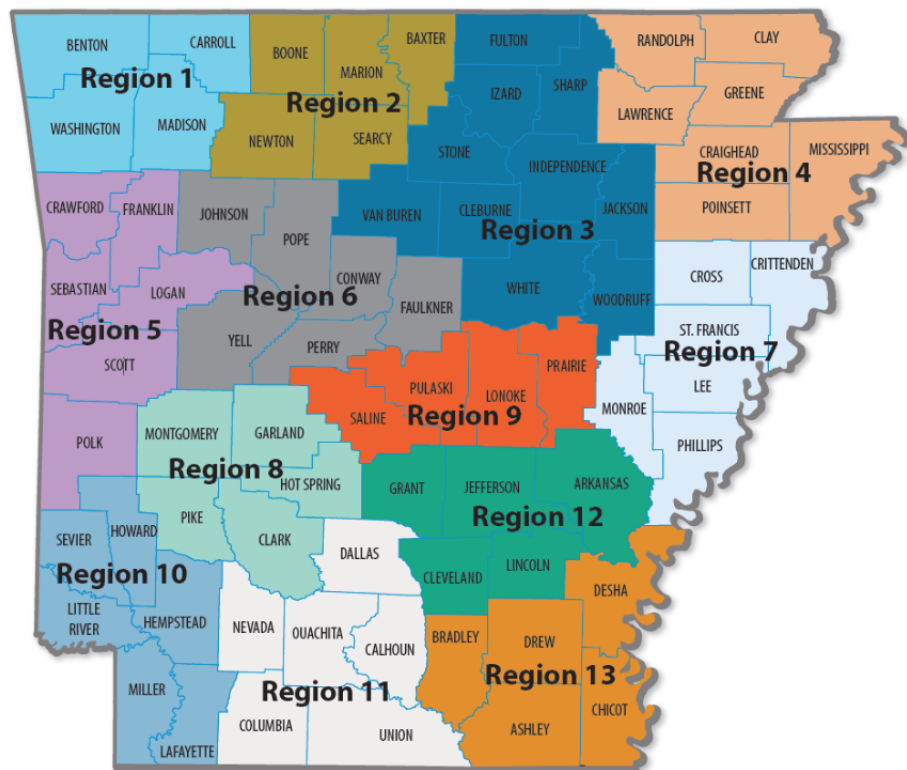 BENTON
CARROLL
Region 1
WASHINGTON
MADISON
BOONE
MARION
BAXTER
Region 2
NEWTON
SEARCY
FULTON
IZARD
SHARP
STONE
INDEPENDENCE
VAN BUREN
CLEBURNE
JACKSON
Region 3
WHITE
WOODRUFF
RANDOLPH
CLAY
LAWRENCE
GREENE
CRAIGHEAD
MISSISSIPPI
Region 4
POINSETT
CRAWFORD
FRANKLIN
SEBASTIAN
LOGAN
Region 5
SCOTT
POLK
JOHNSON
POPE
CONWAY
Region 6
FAULKNER
YELL
PERRY
CROSS
CRITTENDEN
ST. FRANCIS
Region 7
LEE
MONROE
PHILLIPS
MONTGOMERY
GARLAND
Region 8
HOT SPRING
PIKE
CLARK
PULASKI
LONOKE
PRAIRIE
SALINE
Region 9
SEVIER
HOWARD
Region 10
LITTLE
RIVER
HEMPSTEAD
MILLER
LAFAYETTE
DALLAS
NEVADA
OUACHITA
CALHOUN
Region 11
COLUMBIA
UNION
GRANT
JEFFERSON
ARKANSAS
Region 12
CLEVELAND
LINCOLN
DESHA
BRADLEY
DREW
Region 13
ASHLEY
CHICOT